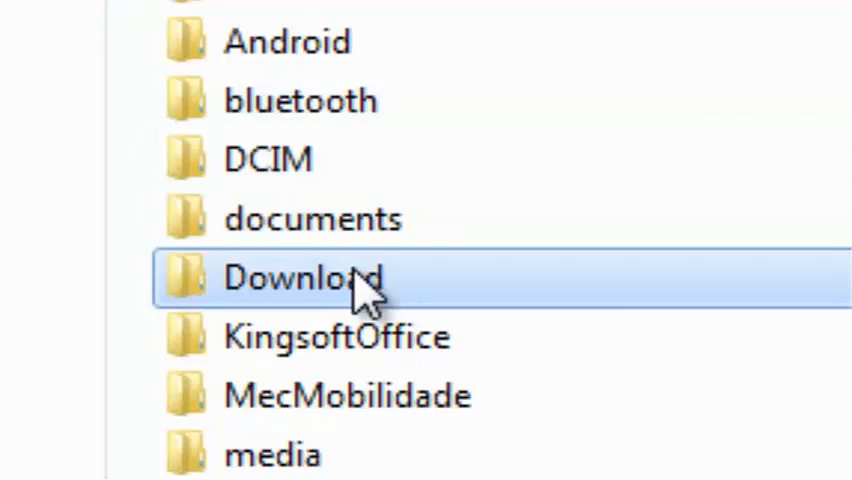 Android
bluetooth
DCIM
documents
Download
KingsoftOffice
MecMobilidade
media